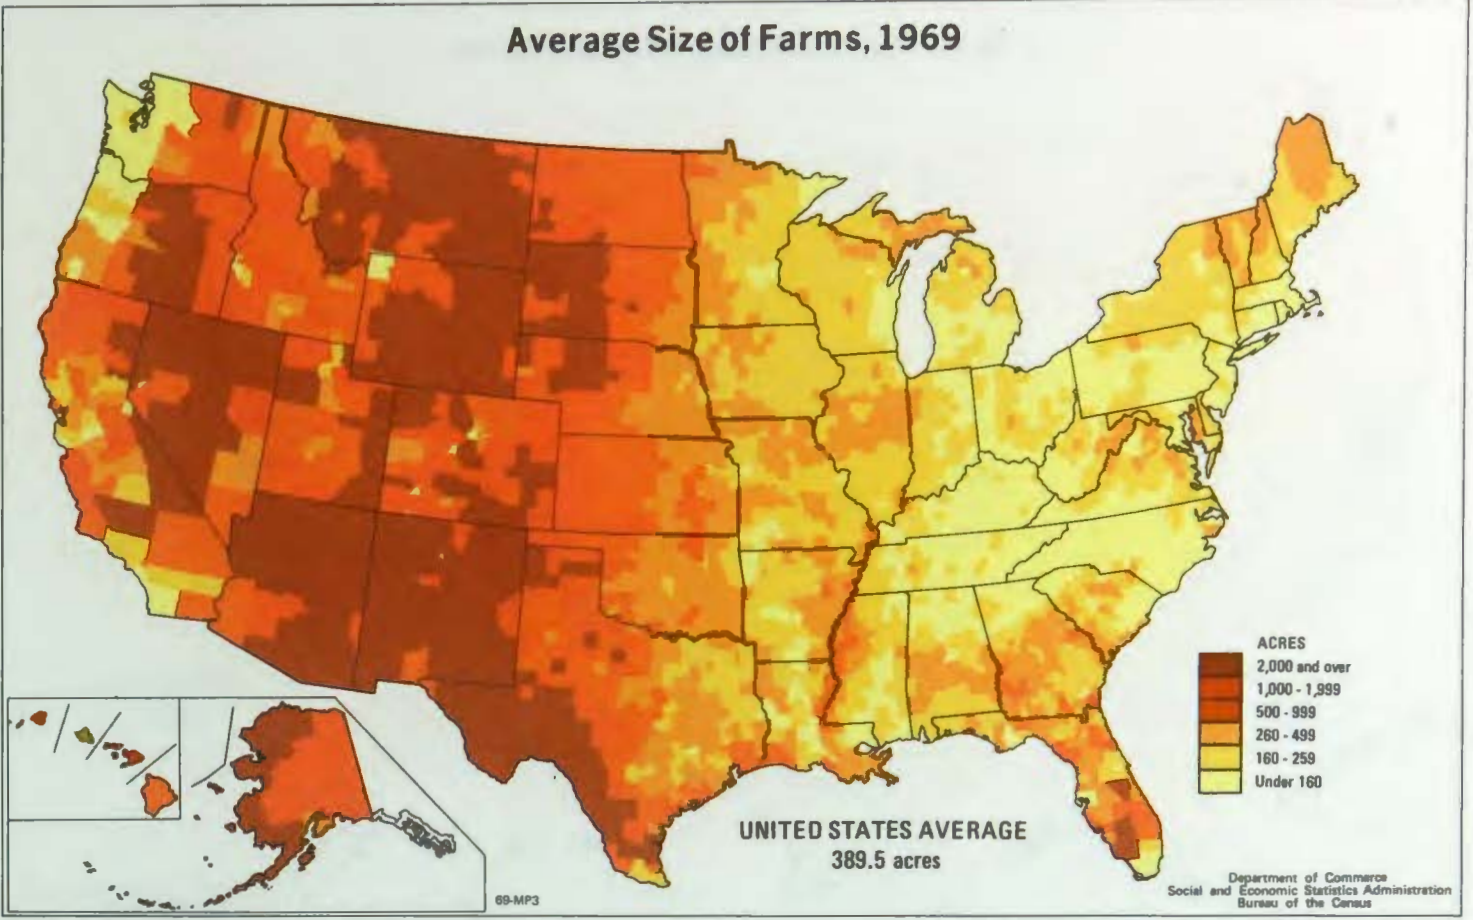 Average Size of Farms, 1969
ACRES
2,000 and over
1,000 - 1,999
500 - 999
260 - 499
160 - 259
Under 160
UNITED STATES AVERAGE
389.5 acres
69-MP3
Department of Commerce
Social and Economic Statistics Administration
Bureau of the Census